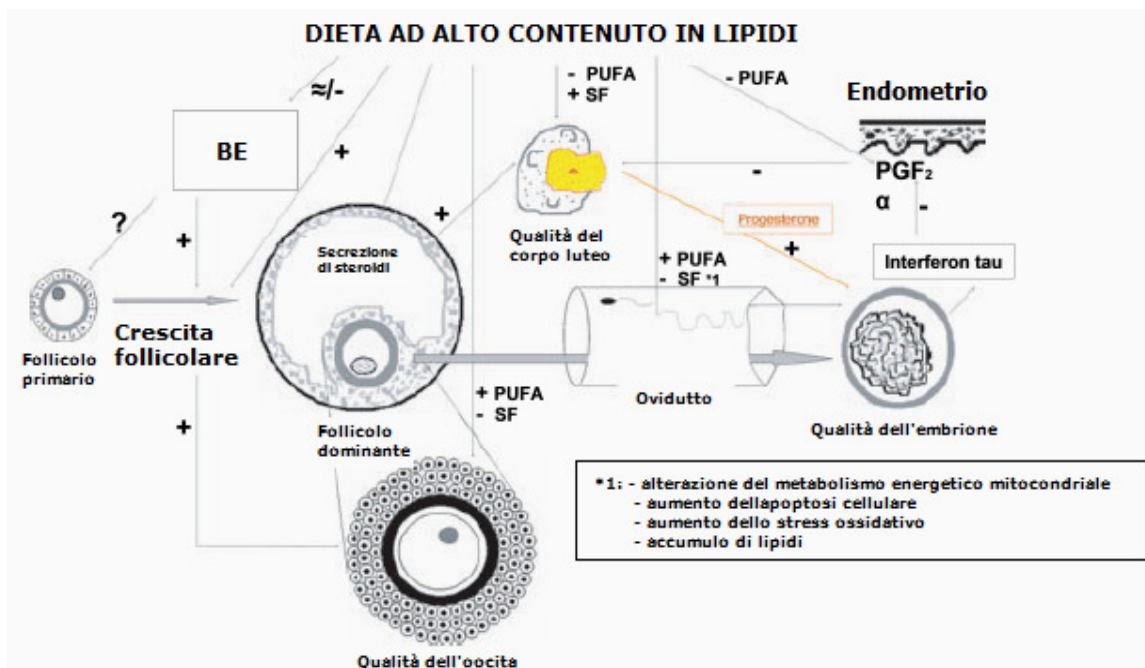 DIETA AD ALTO CONTENUTO IN LIPIDI
≈/-
- PUFA
+ SF
- PUFA
Endometrio
BE
+
PGF2
α
-
-
?
+
+
Progesterone
+
Qualità del
corpo luteo
Interferon tau
Secrezione
di steroidi
+ PUFA
- SF *1
Crescita
follicolare
Follicolo
primario
Ovidutto
+
+ PUFA
- SF
Follicolo
dominante
Qualità dell'embrione
*1: - alterazione del metabolismo energetico mitocondriale
- aumento dellapoptosi cellulare
- aumento dello stress ossidativo
- accumulo di lipidi
Qualità dell'oocita